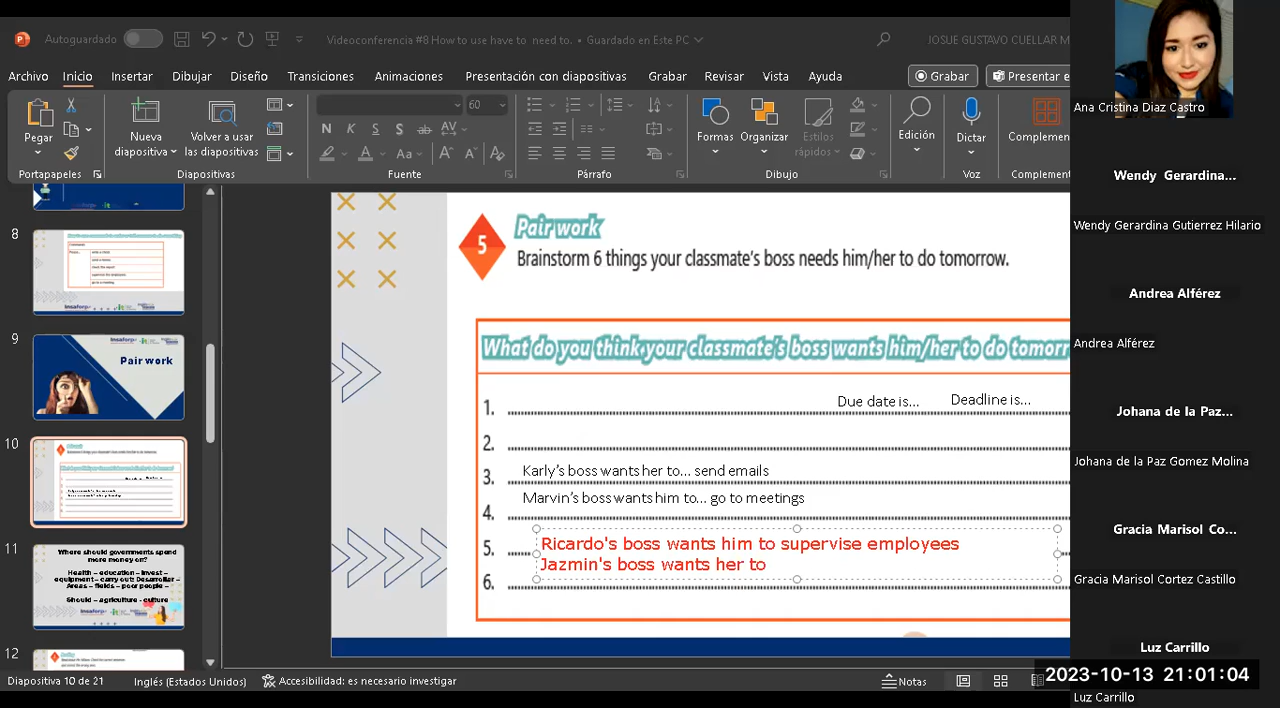 Autoguardado
Videoconferencia #8 How to use have to need to. • Guardado en Este PC
JOSUE GUSTAVO CUELLAR M
Archivo Inicio Insertar Dibujar Diseño Transiciones Animaciones Presentación con diapositivas Grabar Revisar Vista Ayuda
Grabar
Presentar e
60
Pegar
Nueva diapositiva
Volver a usar las diapositivas
Formas
Organizar
Estilos rápidos
Edición
Dictar
Complemen
Portapapeles
Diapositivas
Fuente
Párrafo
Dibujo
Voz
Complement
8
9
Pair work
10
11
Where should governments spend
more money on?
Health – education – invest –
equipment – carry out: Desarrollar –
Areas – fields – poor people –
Should – agriculture - culture
12
5
Pair work
Brainstorm 6 things your classmate's boss needs him/her to do tomorrow.
What do you think your classmate's boss wants him/her to do tomorr
1.
Due date is...
Deadline is...
2.
3. Karly's boss wants her to... send emails
Marvin's boss wants him to... go to meetings
4.
5. Ricardo's boss wants him to supervise employees
Jazmin's boss wants her to
6.
Diapositiva 10 de 21
Inglés (Estados Unidos)
Accesibilidad: es necesario investigar
Notas
Ana Cristina Diaz Castro
Wendy Gerardina...
Wendy Gerardina Gutierrez Hilario
Andrea Alférez
Andrea Alférez
Johana de la Paz...
Johana de la Paz Gomez Molina
Gracia Marisol Co...
Gracia Marisol Cortez Castillo
Luz Carrillo
2023-10-13 21:01:04
Luz Carrillo